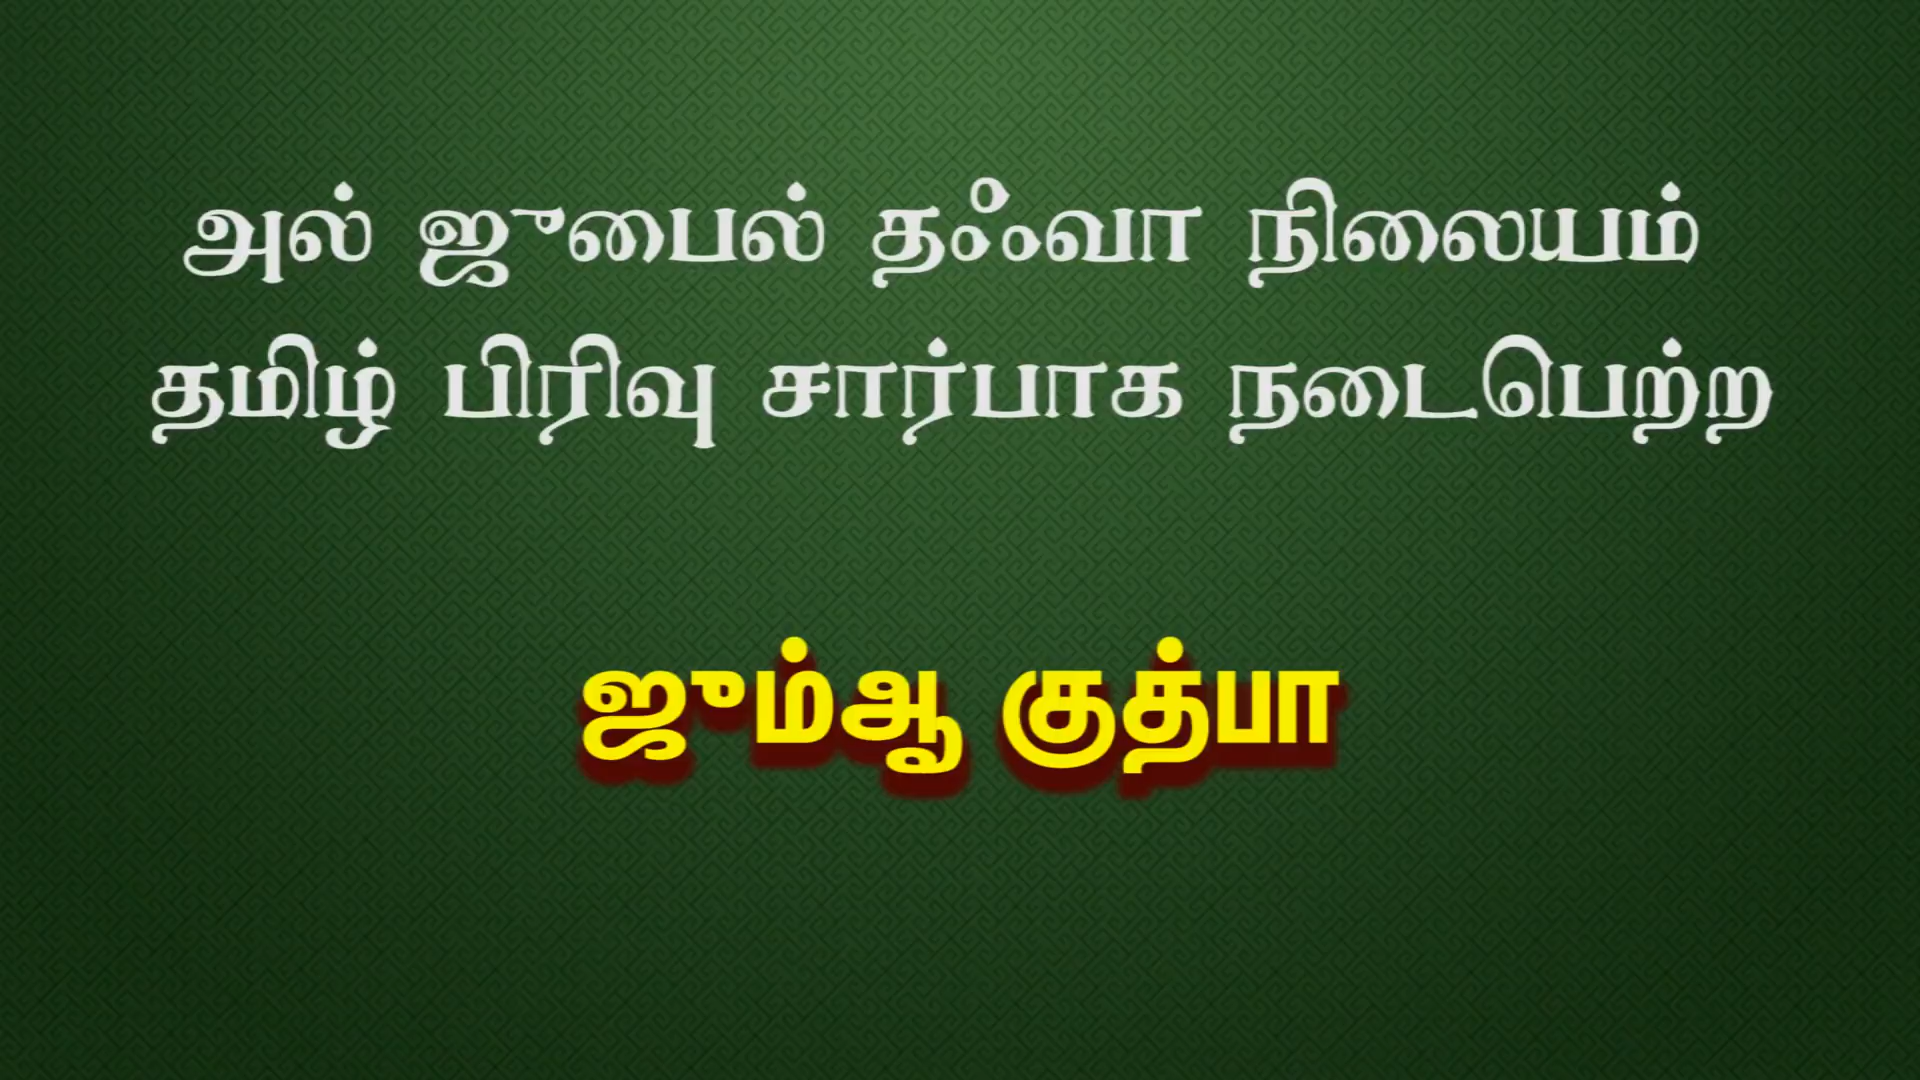 அல் ஜுபைல் தஃவா நிலையம்
தமிழ் பிரிவு சார்பாக நடைபெற்ற
ஜும்ஆ குத்பா